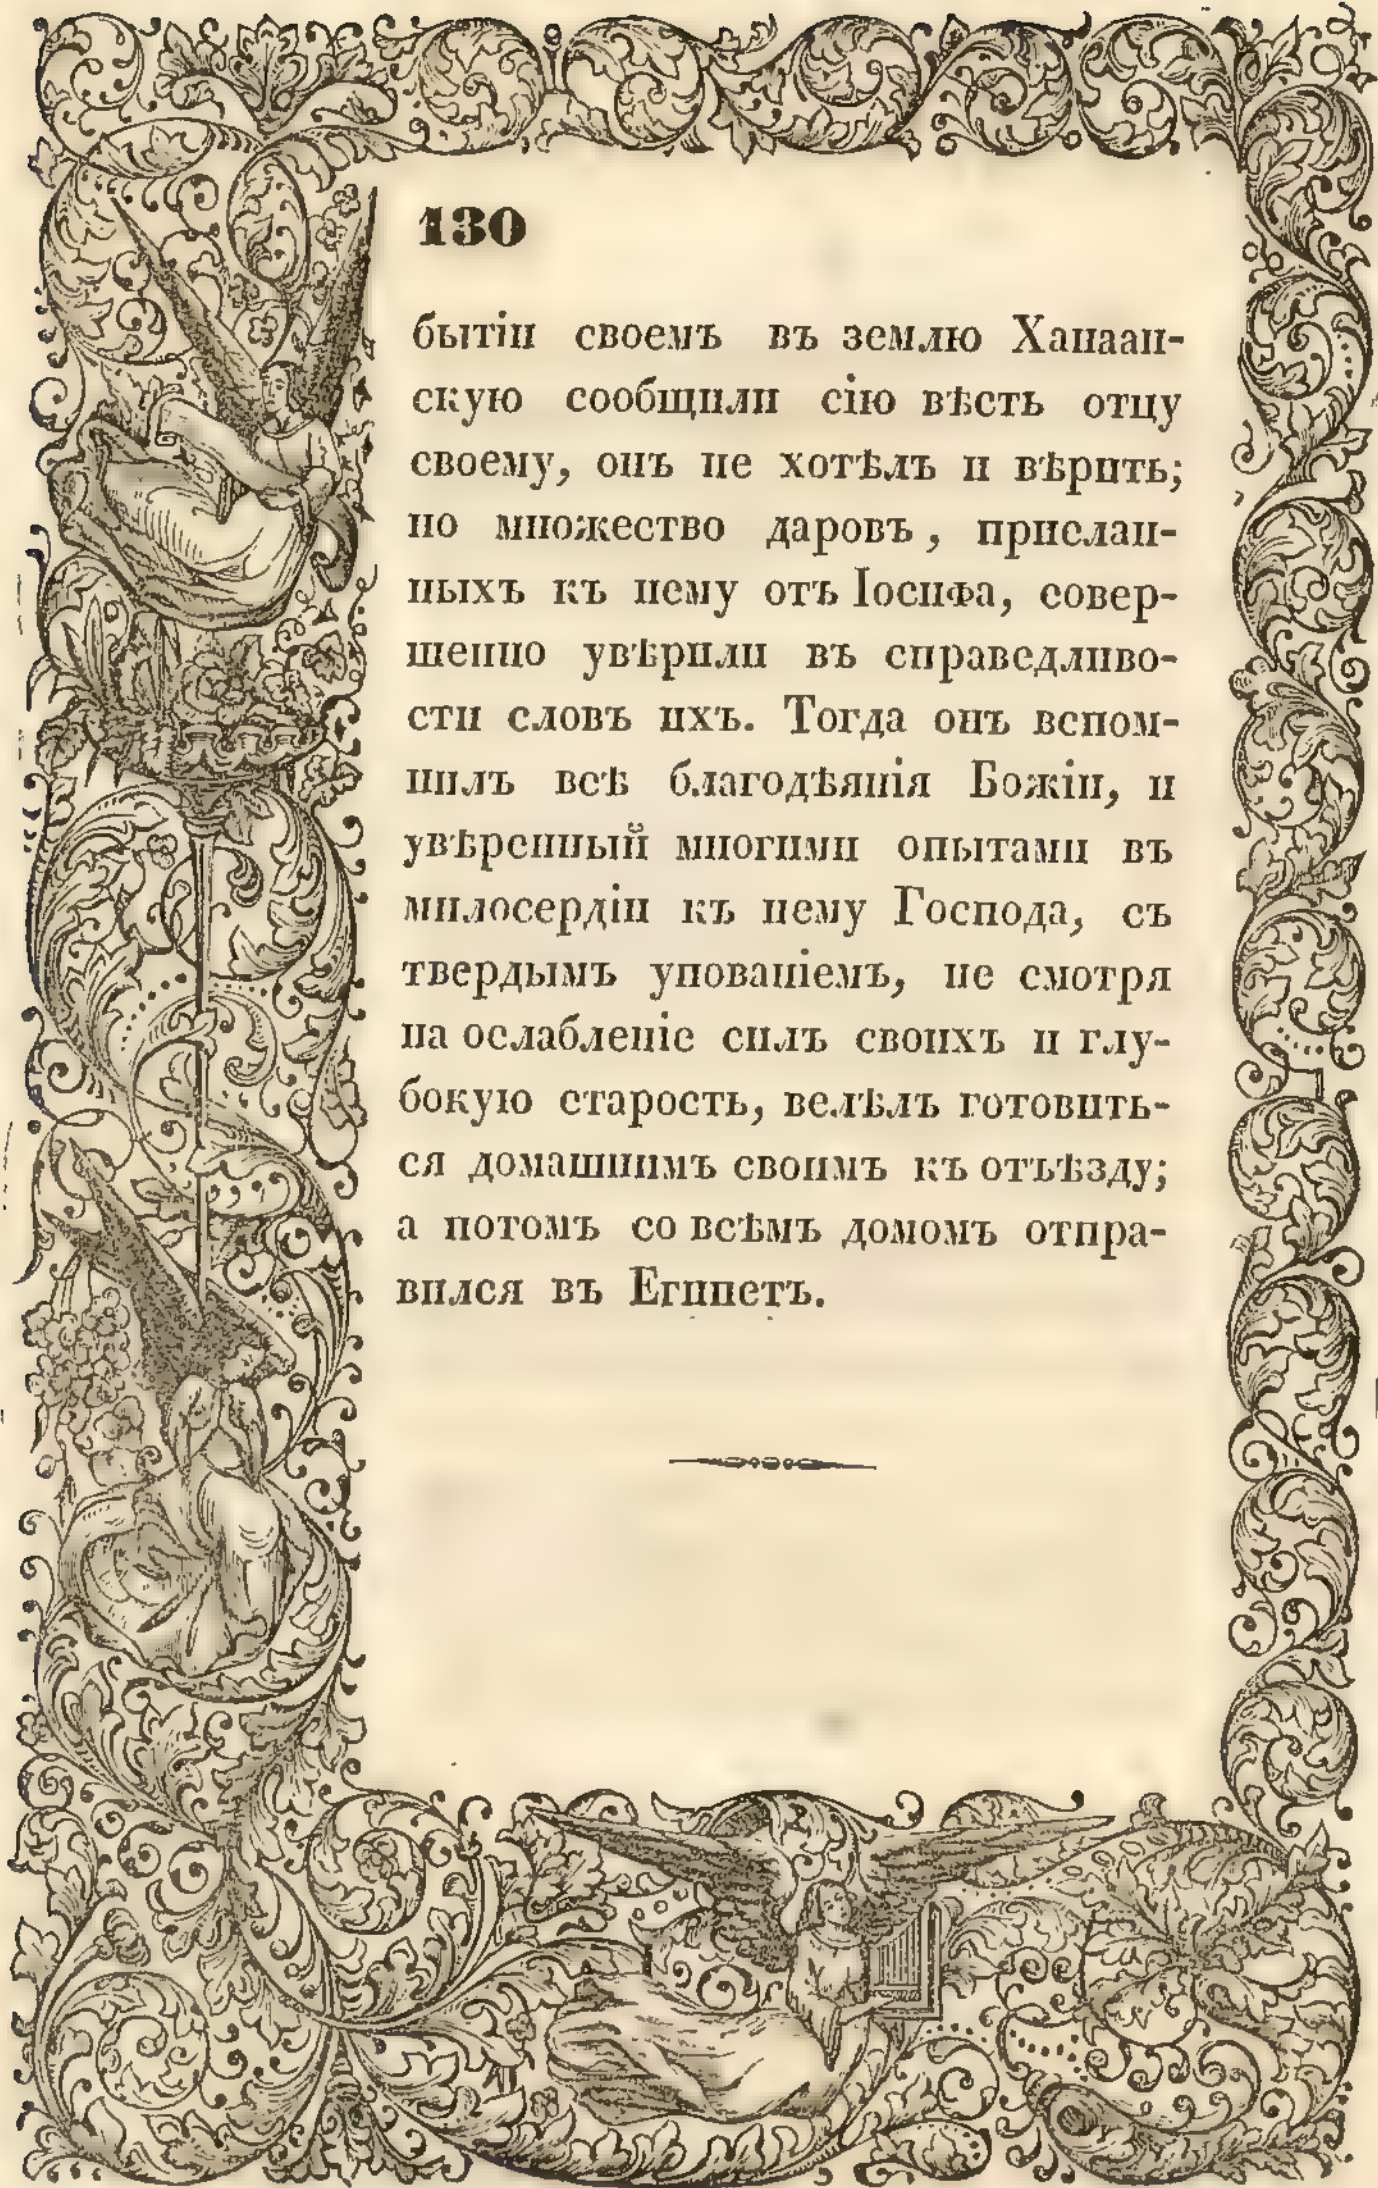 130
бытіи своемъ въ землю Ханаан-
скую сообщили сію вѣсть отцу
своему, онъ не хотѣлъ и вѣрить;
но множество даровъ, прислан-
ныхъ къ нему отъ Іосифа, совер-
шенно увѣрили въ справедливо-
сти словъ ихъ. Тогда онъ вспом-
нилъ всѣ благодѣянія Божіи, и
увѣренный многими опытами въ
милосердіи къ нему Господа, съ
твердымъ упованіемъ, не смотря
на ослабленіе силъ своихъ и глу-
бокую старость, велѣлъ готовить-
ся домашнимъ своимъ къ отъѣзду;
а потомъ со всѣмъ домомъ отпра-
вился въ Египетъ.